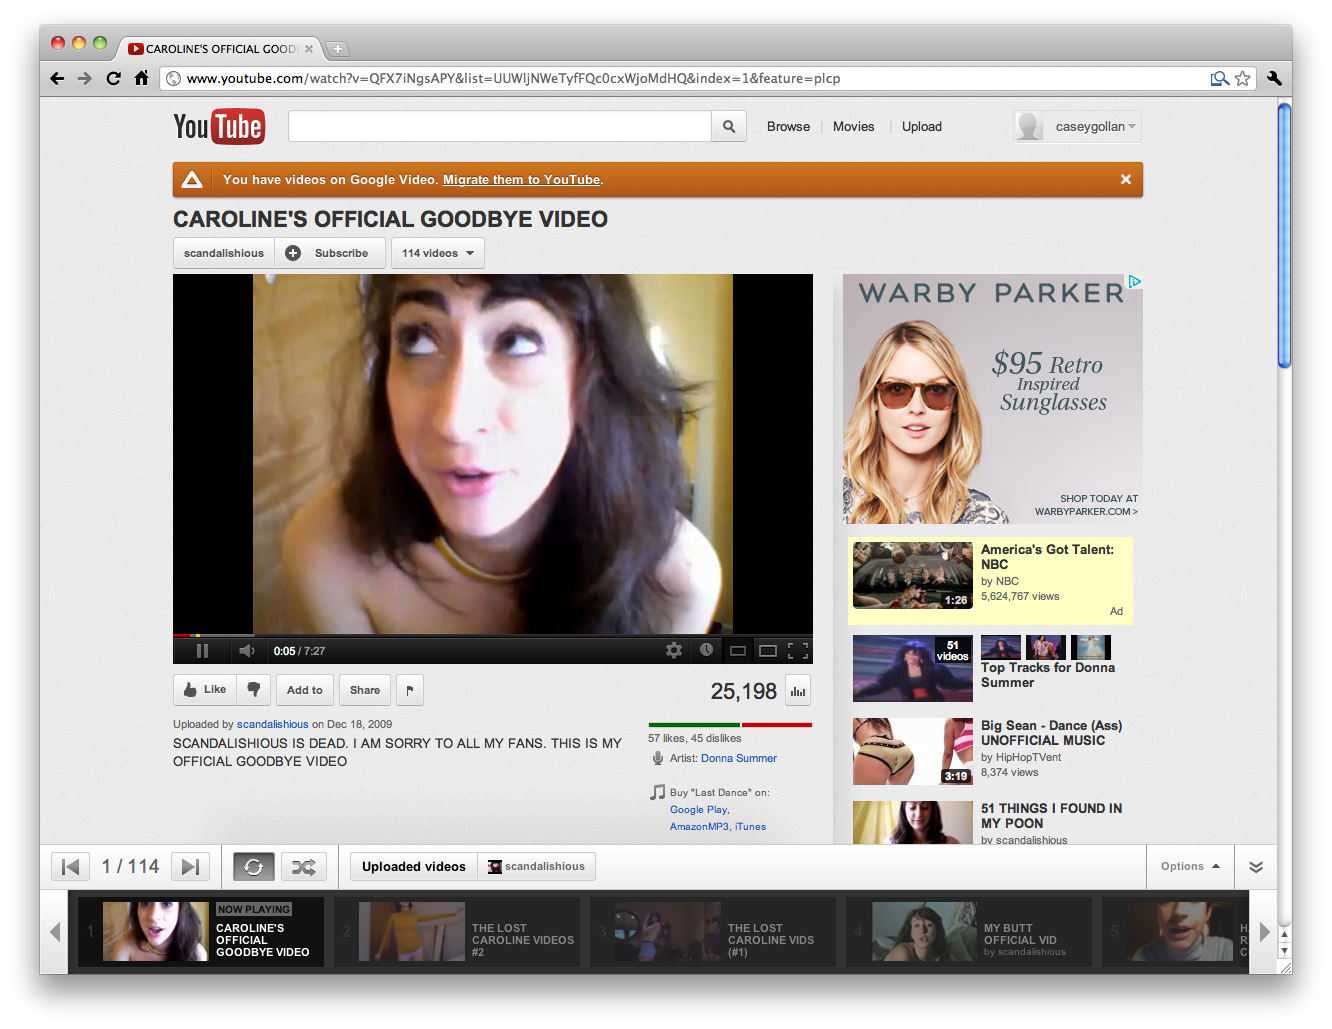 CAROLINE'S OFFICIAL GOOD
www.youtube.com/watch?v=QFX7iNgsAPY&list=UUWljNWeTyfFQc0cxWjoMdHQ&index=1&feature=plcp
YouTube
Browse | Movies | Upload
caseygollan
You have videos on Google Video. Migrate them to YouTube.
CAROLINE'S OFFICIAL GOODBYE VIDEO
scandalishious
Subscribe
114 videos
0:05 / 7:27
Like
Add to
Share
25,198
Uploaded by scandalishious on Dec 18, 2009
SCANDALISHIOUS IS DEAD. I AM SORRY TO ALL MY FANS. THIS IS MY
OFFICIAL GOODBYE VIDEO
57 likes, 45 dislikes
Artist: Donna Summer
Buy "Last Dance" on:
Google Play,
AmazonMP3, iTunes
WARBY PARKER
$95 Retro
Inspired
Sunglasses
SHOP TODAY AT
WARBYPARKER.COM >
1:26
America's Got Talent:
NBC
by NBC
5,624,767 views
Ad
51
videos
Top Tracks for Donna
Summer
3:19
Big Sean - Dance (Ass)
UNOFFICIAL MUSIC
by HipHopTVent
8,374 views
51 THINGS I FOUND IN
MY POON
by scandalishious
1 / 114
Uploaded videos
scandalishious
Options
1
NOW PLAYING
CAROLINE'S
OFFICIAL
GOODBYE VIDEO
2
THE LOST
CAROLINE VIDEOS
#2
3
THE LOST
CAROLINE VIDS
(#1)
4
MY BUTT
OFFICIAL VID
by scandalishious
5